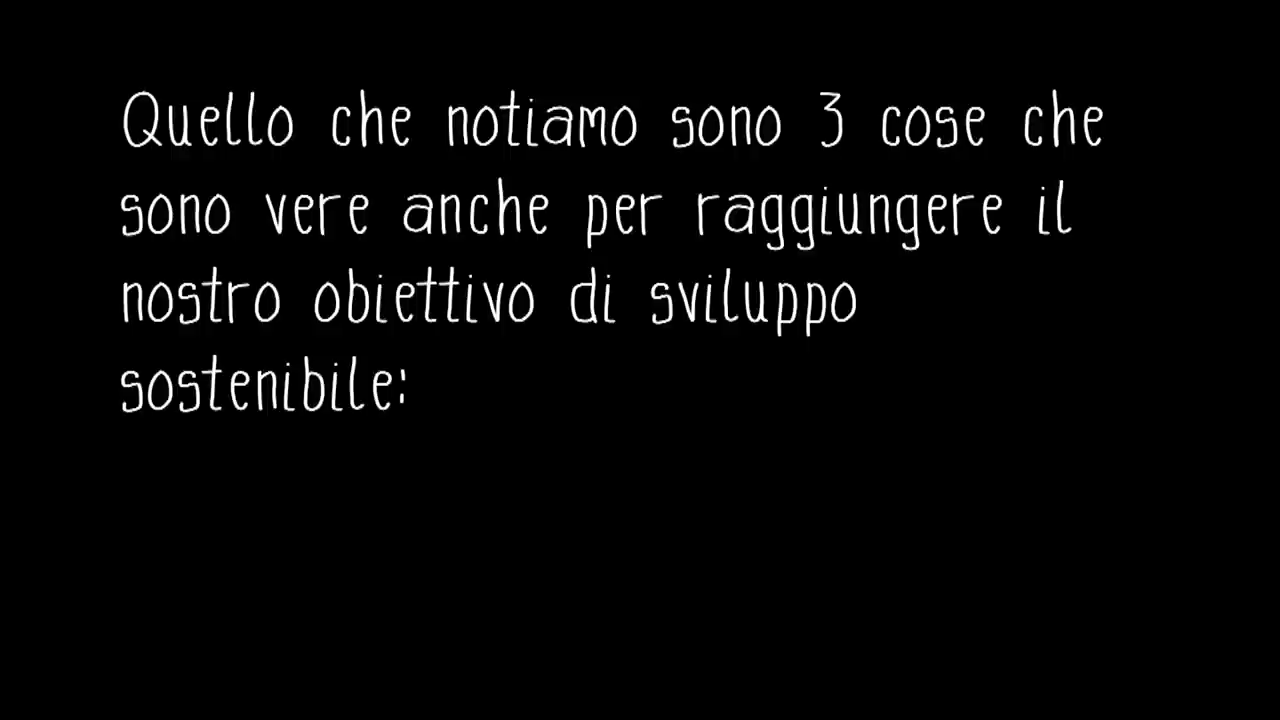 Quello che notiamo sono 3 cose che
sono vere anche per raggiungere il
nostro obiettivo di sviluppo
sostenibile: